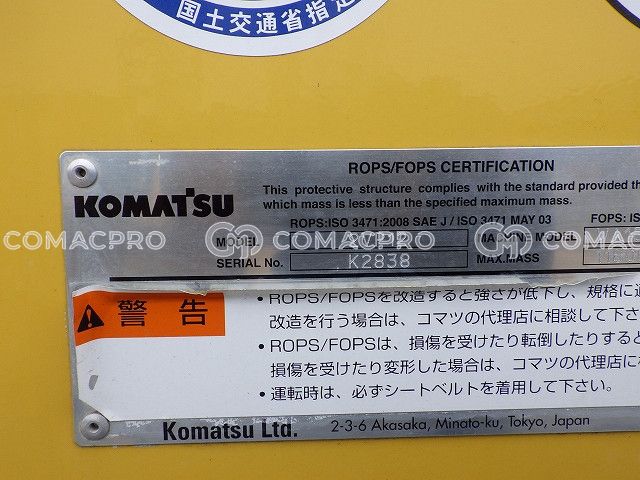 国土交通省指定
ROPS/FOPS CERTIFICATION
This protective structure complies with the standard provided
which mass is less than the specified maximum mass.
KOMATSU
ROPS:ISO 3471:2008 SAE J / ISO 3471 MAY 03 FOPS:
MODEL MACHINE MODEL
COMACPRO COMACPRO COMACPRO
SERIAL No. K2838 MAX.MASS
警告
• ROPS/FOPSを改造すると強さが低下し、規格に
改造を行う場合は、コマツの代理店に相談して下さ
• ROPS/FOPSは、損傷を受けたり転倒したりすると
損傷を受けたり変形した場合は、コマツの代理店に
• 運転時は、必ずシートベルトを着用して下さい。
Komatsu Ltd. 2-3-6 Akasaka, Minato-ku, Tokyo, Japan